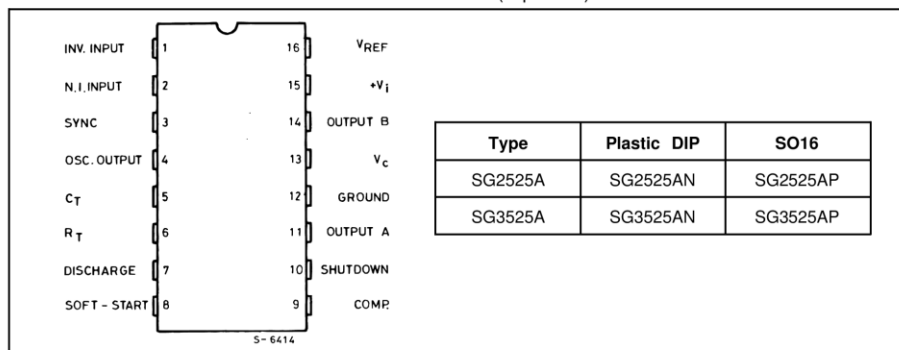 INV. INPUT 1 16 VREF
N.I. INPUT 2 15 +Vi
SYNC 3 14 OUTPUT B
OSC. OUTPUT 4 13 Vc
CT 5 12 GROUND
RT 6 11 OUTPUT A
DISCHARGE 7 10 SHUTDOWN
SOFT - START 8 9 COMP.
S-6414
Type Plastic DIP SO16
SG2525A SG2525AN SG2525AP
SG3525A SG3525AN SG3525AP